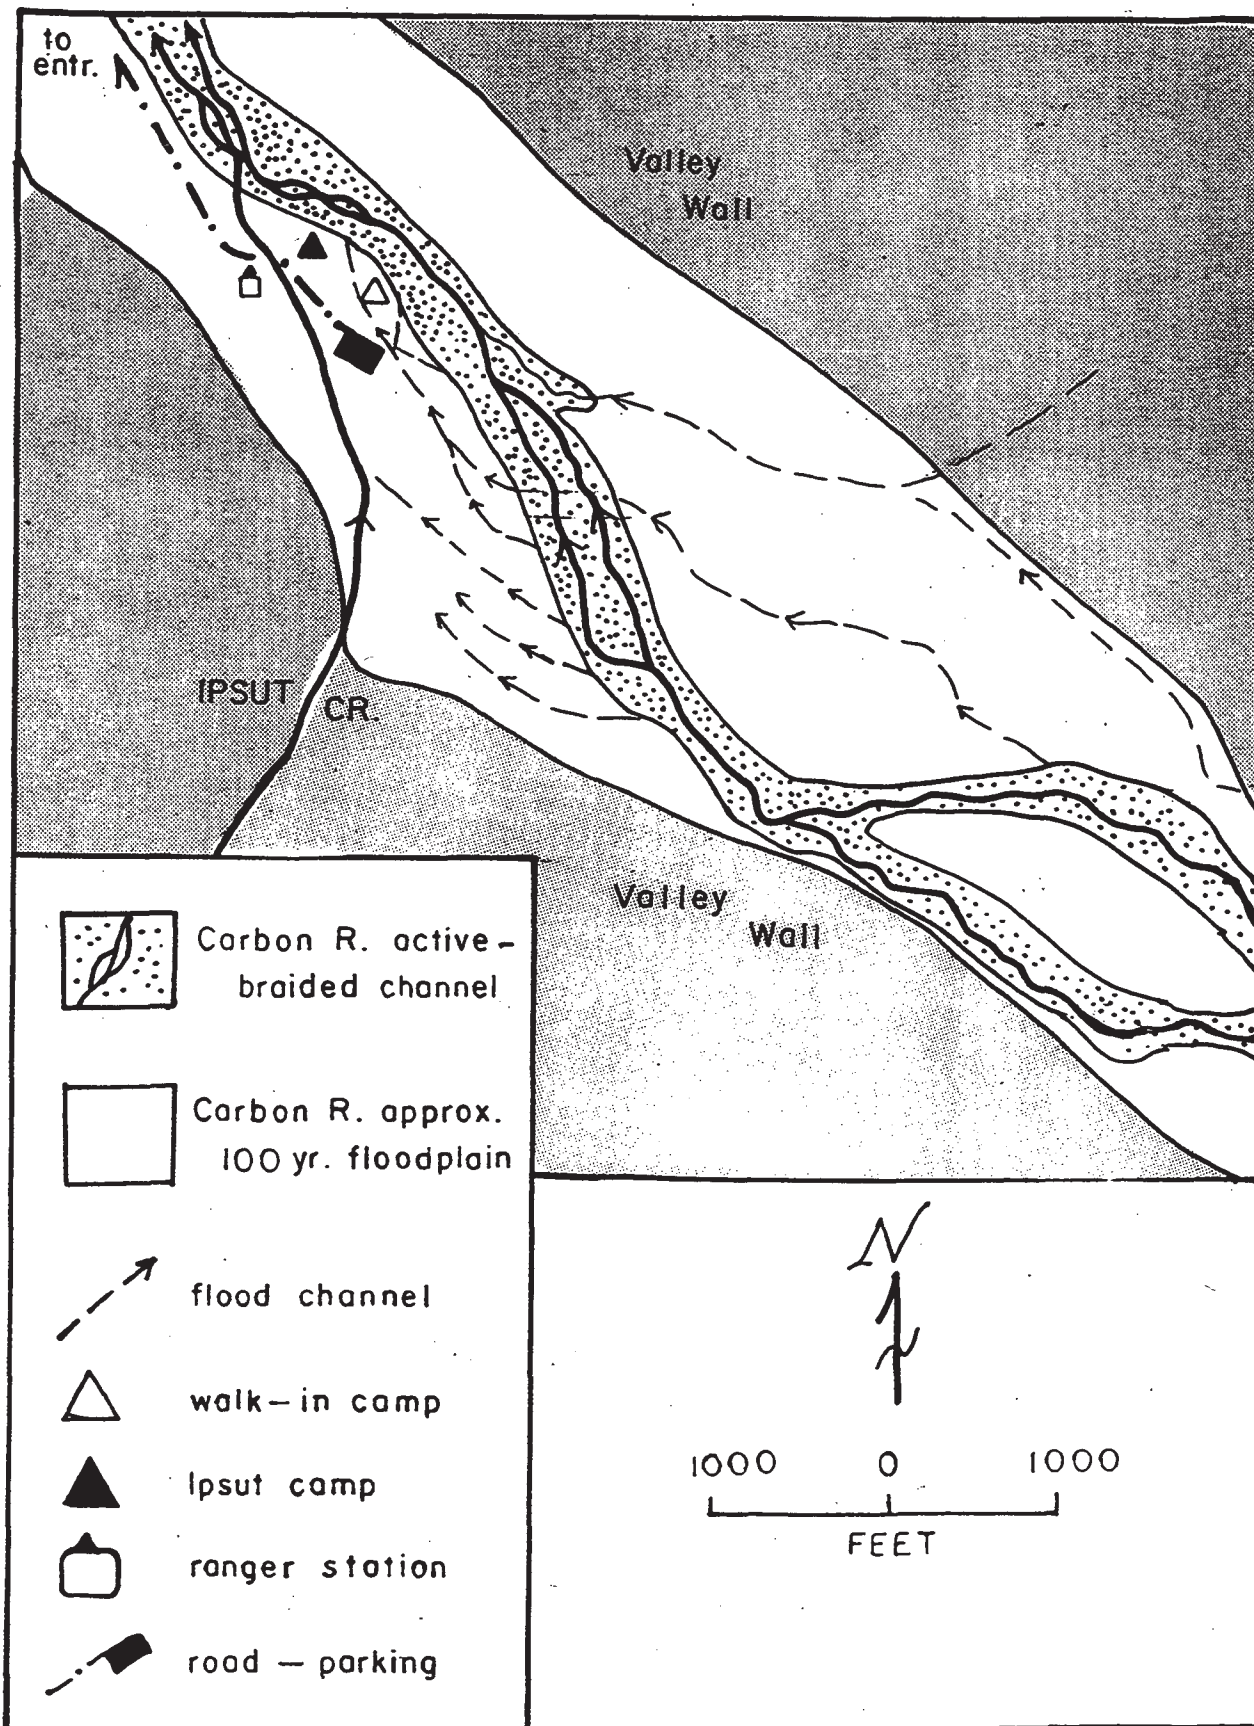 to
entr.
Valley
Wall
IPSUT CR.
Valley
Wall
Carbon R. active-
braided channel
Carbon R. approx.
100 yr. floodplain
flood channel
walk-in camp
Ipsut camp
ranger station
road - parking
N
1000 0 1000
FEET